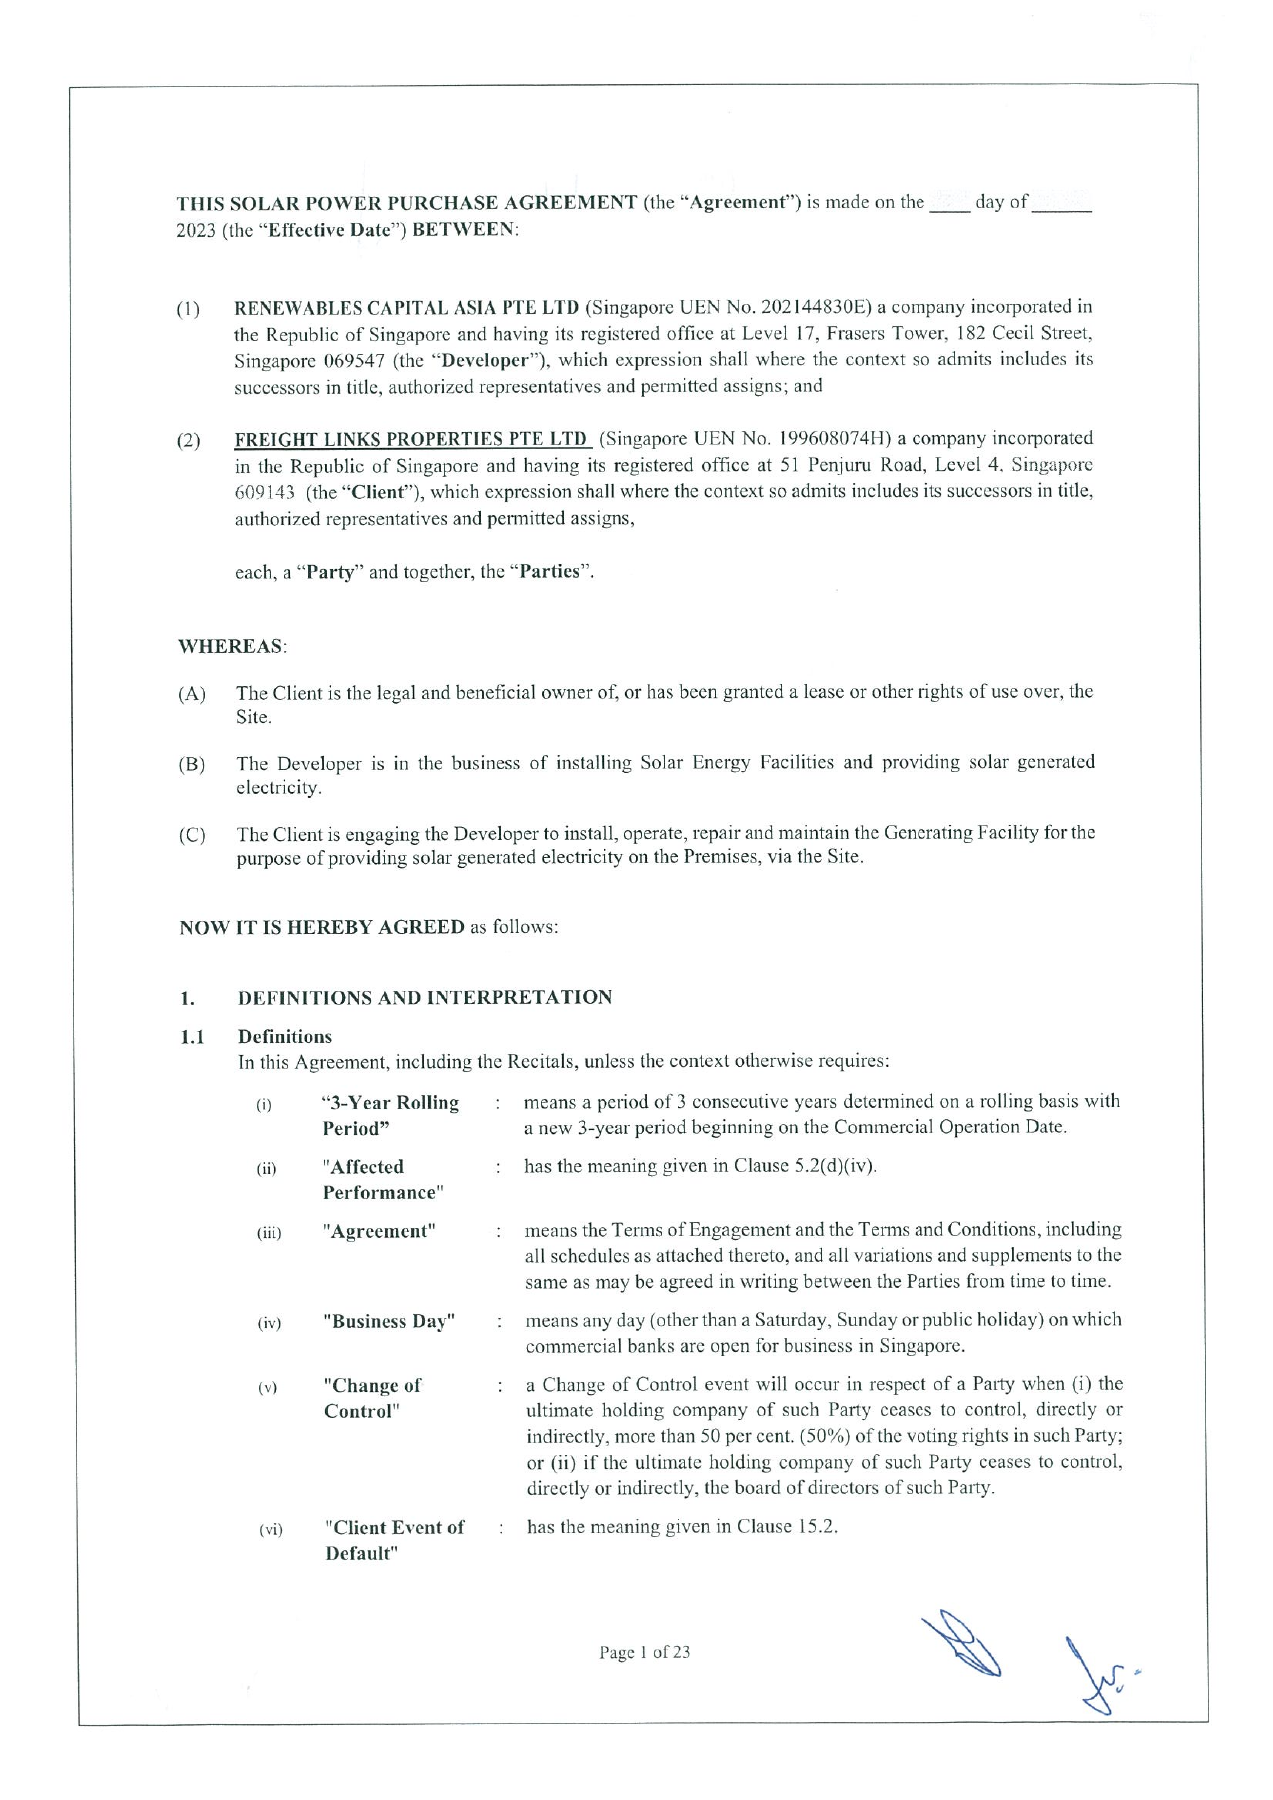 THIS SOLAR POWER PURCHASE AGREEMENT (the “Agreement”) is made on the ____ day of ______
2023 (the “Effective Date”) BETWEEN:
(1) RENEWABLES CAPITAL ASIA PTE LTD (Singapore UEN No. 202144830E) a company incorporated in
the Republic of Singapore and having its registered office at Level 17, Frasers Tower, 182 Cecil Street,
Singapore 069547 (the “Developer”), which expression shall where the context so admits includes its
successors in title, authorized representatives and permitted assigns; and
(2) FREIGHT LINKS PROPERTIES PTE LTD (Singapore UEN No. 199608074H) a company incorporated
in the Republic of Singapore and having its registered office at 51 Penjuru Road, Level 4. Singapore
609143 (the “Client”), which expression shall where the context so admits includes its successors in title,
authorized representatives and permitted assigns,
each, a “Party” and together, the “Parties”.
WHEREAS:
(A) The Client is the legal and beneficial owner of, or has been granted a lease or other rights of use over, the
Site.
(B) The Developer is in the business of installing Solar Energy Facilities and providing solar generated
electricity.
(C) The Client is engaging the Developer to install, operate, repair and maintain the Generating Facility for the
purpose of providing solar generated electricity on the Premises, via the Site.
NOW IT IS HEREBY AGREED as follows:
1. DEFINITIONS AND INTERPRETATION
1.1 Definitions
In this Agreement, including the Recitals, unless the context otherwise requires:
(i) “3-Year Rolling : means a period of 3 consecutive years determined on a rolling basis with
Period” a new 3-year period beginning on the Commercial Operation Date.
(ii) "Affected : has the meaning given in Clause 5.2(d)(iv).
Performance"
(iii) "Agreement" : means the Terms of Engagement and the Terms and Conditions, including
all schedules as attached thereto, and all variations and supplements to the
same as may be agreed in writing between the Parties from time to time.
(iv) "Business Day" : means any day (other than a Saturday, Sunday or public holiday) on which
commercial banks are open for business in Singapore.
(v) "Change of : a Change of Control event will occur in respect of a Party when (i) the
Control" ultimate holding company of such Party ceases to control, directly or
indirectly, more than 50 per cent. (50%) of the voting rights in such Party;
or (ii) if the ultimate holding company of such Party ceases to control,
directly or indirectly, the board of directors of such Party.
(vi) "Client Event of : has the meaning given in Clause 15.2.
Default"
Page 1 of 23